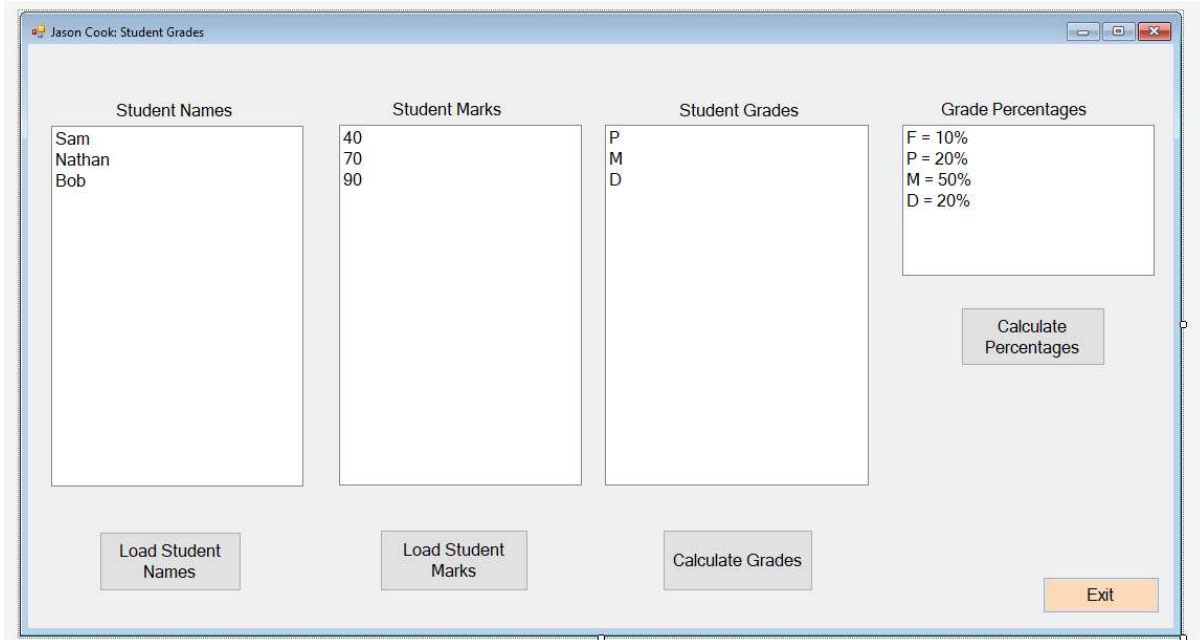 Jason Cook: Student Grades
Student Names
Sam
Nathan
Bob
Load Student
Names
Student Marks
40
70
90
Load Student
Marks
Student Grades
P
M
D
Calculate Grades
Grade Percentages
F = 10%
P = 20%
M = 50%
D = 20%
Calculate
Percentages
Exit